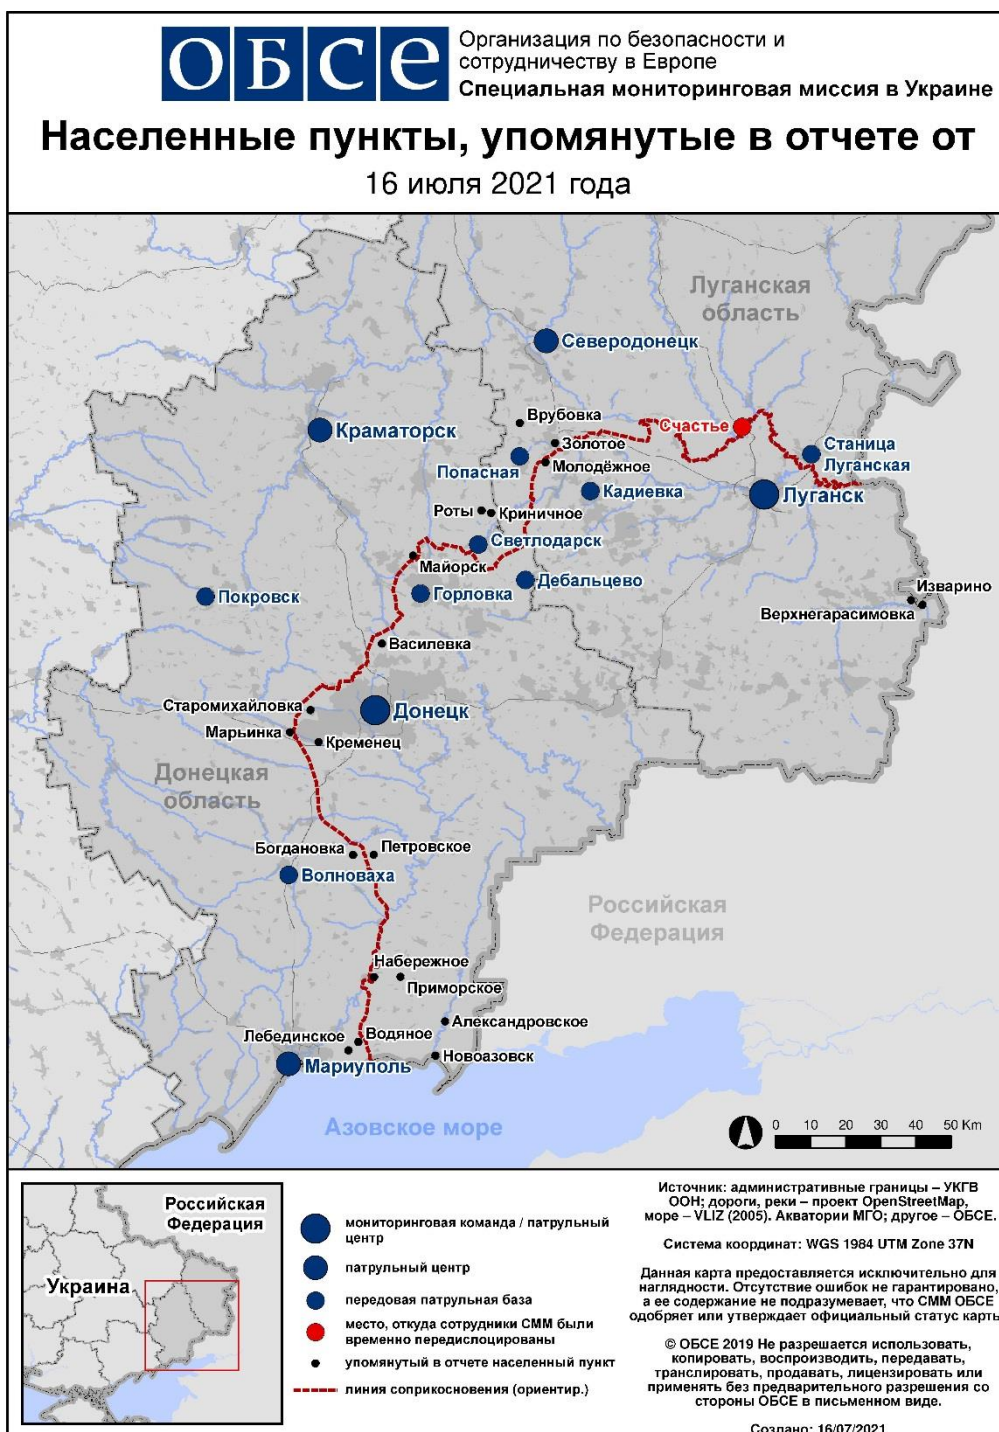 ОБСЕ
Организация по безопасности и
сотрудничеству в Европе
Специальная мониторинговая миссия в Украине
Населенные пункты, упомянутые в отчете от
16 июля 2021 года
Луганская
область
Северодонецк
Врубовка
Счастье
Краматорск
Золотое
Станица
Луганская
Попасная
Молодёжное
Кадиевка
Луганск
Роты
Криничное
Светлодарск
Майорск
Дебальцево
Изварино
Покровск
Горловка
Верхнегарасимовка
Василевка
Старомихайловка
Донецк
Марьинка
Кременец
Донецкая
область
Богдановка
Петровское
Волноваха
Российская
Федерация
Набережное
Приморское
Александровское
Лебединское
Водяное
Новоазовск
Мариуполь
Азовское море
0 10 20 30 40 50 Km
Российская
Федерация
Украина
мониторинговая команда / патрульный
центр
патрульный центр
передовая патрульная база
место, откуда сотрудники СММ были
временно передислоцированы
упомянутый в отчете населенный пункт
линия соприкосновения (ориентир.)
Источник: административные границы – УКГВ
ООН; дороги, реки – проект OpenStreetMap,
море – VLIZ (2005). Акватории МГО; другое – ОБСЕ.
Система координат: WGS 1984 UTM Zone 37N
Данная карта предоставляется исключительно для
наглядности. Отсутствие ошибок не гарантировано,
а ее содержание не подразумевает, что СММ ОБСЕ
одобряет или утверждает официальный статус карты
© ОБСЕ 2019 Не разрешается использовать,
копировать, воспроизводить, передавать,
транслировать, продавать, лицензировать или
применять без предварительного разрешения со
стороны ОБСЕ в письменном виде.
Создано: 16/07/2021